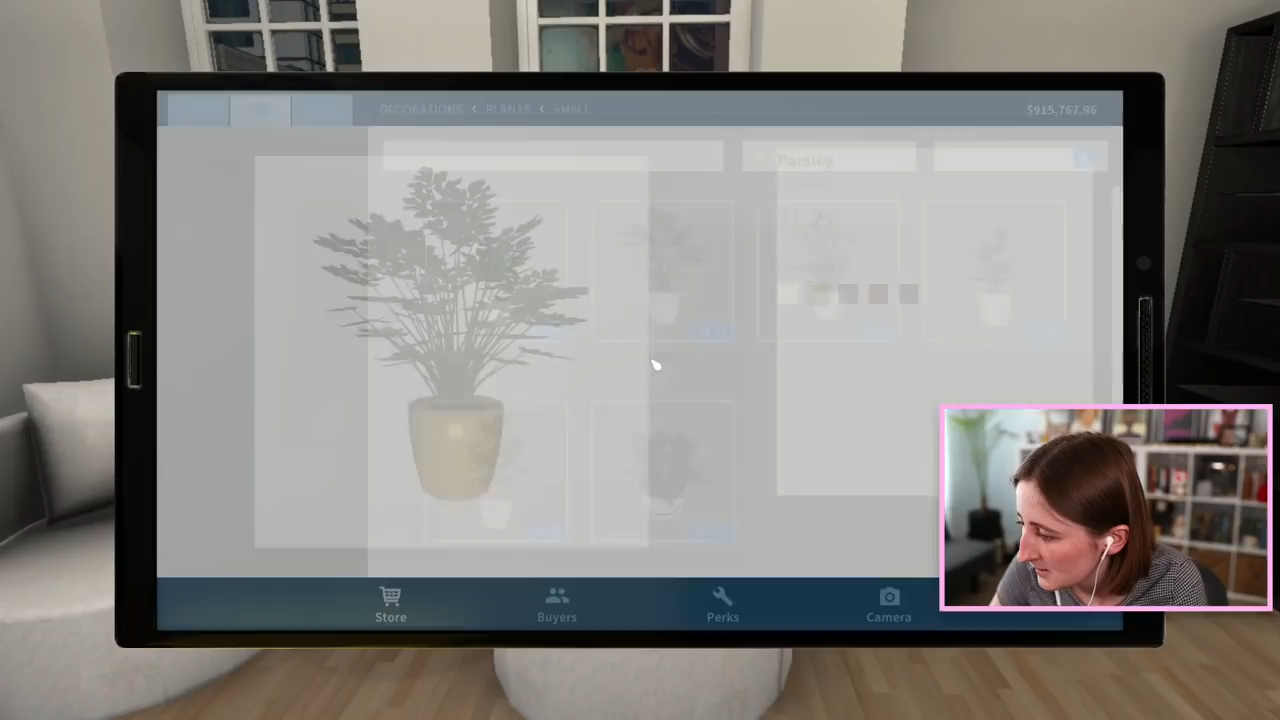 DECORATIONS < PLANTS < SMALL
$915,767.96
Parsley
Store
Buyers
Perks
Camera